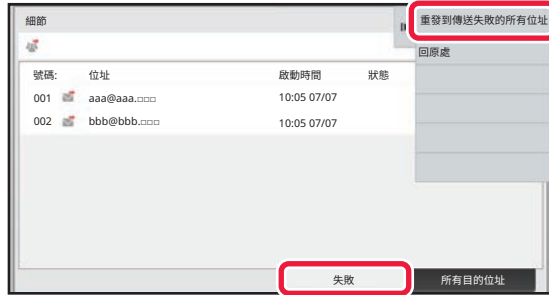 細節
重發到傳送失敗的所有位址
回原處
號碼: 位址 啟動時間 狀態
001 aaa@aaa.□□□ 10:05 07/07
002 bbb@bbb.□□□ 10:05 07/07
失敗 所有目的位址